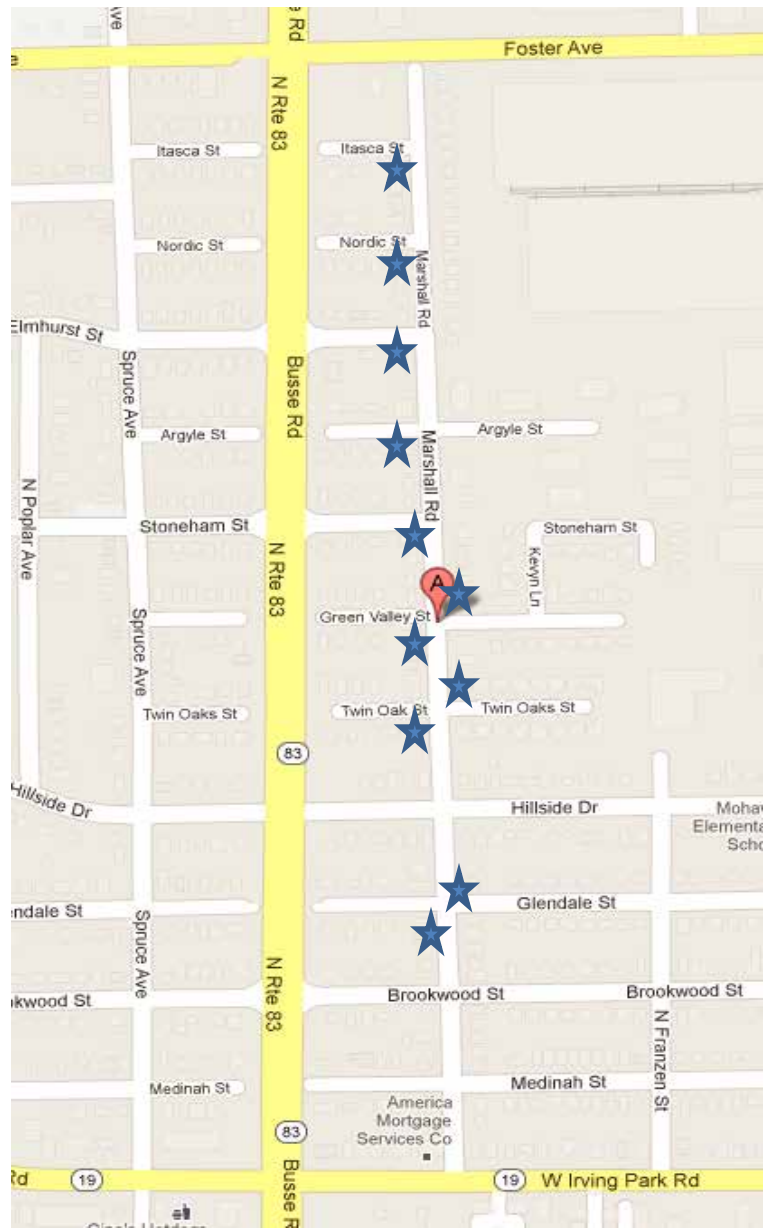 Foster Ave
N Rte 83
Itasca St
Itasca St
Nordic St
Nordic St
Marshall Rd
Elmhurst St
Spruce Ave
Busse Rd
Argyle St
Argyle St
Marshall Rd
N Poplar Ave
Stoneham St
Stoneham St
Kevyn Ln
A
N Rte 83
Green Valley St
Spruce Ave
Twin Oaks St
Twin Oak St
Twin Oaks St
83
Hillside Dr
Hillside Dr
Mohaw
Elementa
Scho
endale St
Glendale St
Spruce Ave
N Rte 83
okwood St
Brookwood St
Brookwood St
N Franzen St
Medinah St
Medinah St
America
Mortgage
Services Co
83
Rd
19
Busse R
19
W Irving Park Rd